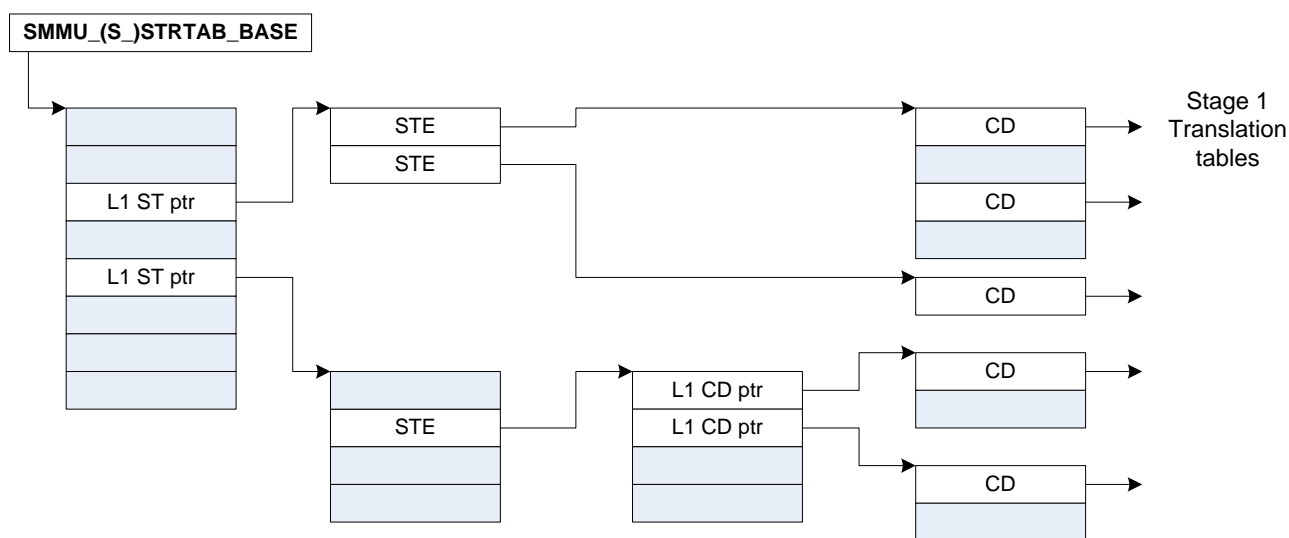 SMMU_(S_)STRTAB_BASE
STE
CD
Stage 1
Translation
tables
STE
L1 ST ptr
CD
L1 ST ptr
CD
L1 CD ptr
CD
STE
L1 CD ptr
CD